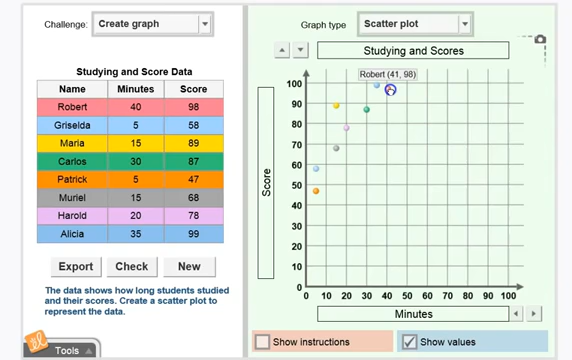 Challenge: Create graph
Graph type Scatter plot
Studying and Score Data
Name Minutes Score
Robert 40 98
Griselda 5 58
Maria 15 89
Carlos 30 87
Patrick 5 47
Muriel 15 68
Harold 20 78
Alicia 35 99
Export Check New
The data shows how long students studied
and their scores. Create a scatter plot to
represent the data.
Tools
Studying and Scores
Robert (41, 98)
Score
100
90
80
70
60
50
40
30
20
10
0
0 10 20 30 40 50 60 70 80 90 100
Minutes
Show instructions Show values